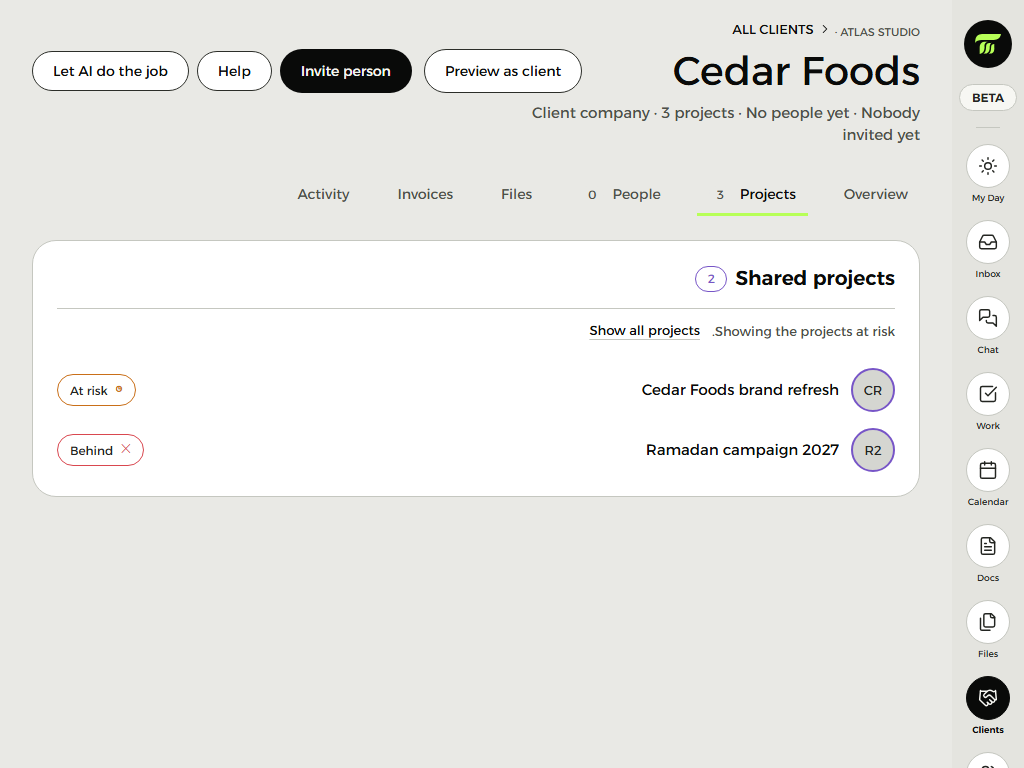 ALL CLIENTS
· ATLAS STUDIO
Cedar Foods
Client company · 3 projects · No people yet · Nobody
invited yet
Let AI do the job
Help
Invite person
Preview as client
Overview
Projects 3
People 0
Files
Invoices
Activity
Shared projects 2
.Showing the projects at risk
Show all projects
CR
Cedar Foods brand refresh
At risk
R2
Ramadan campaign 2027
Behind
BETA
My Day
Inbox
Chat
Work
Calendar
Docs
Files
Clients